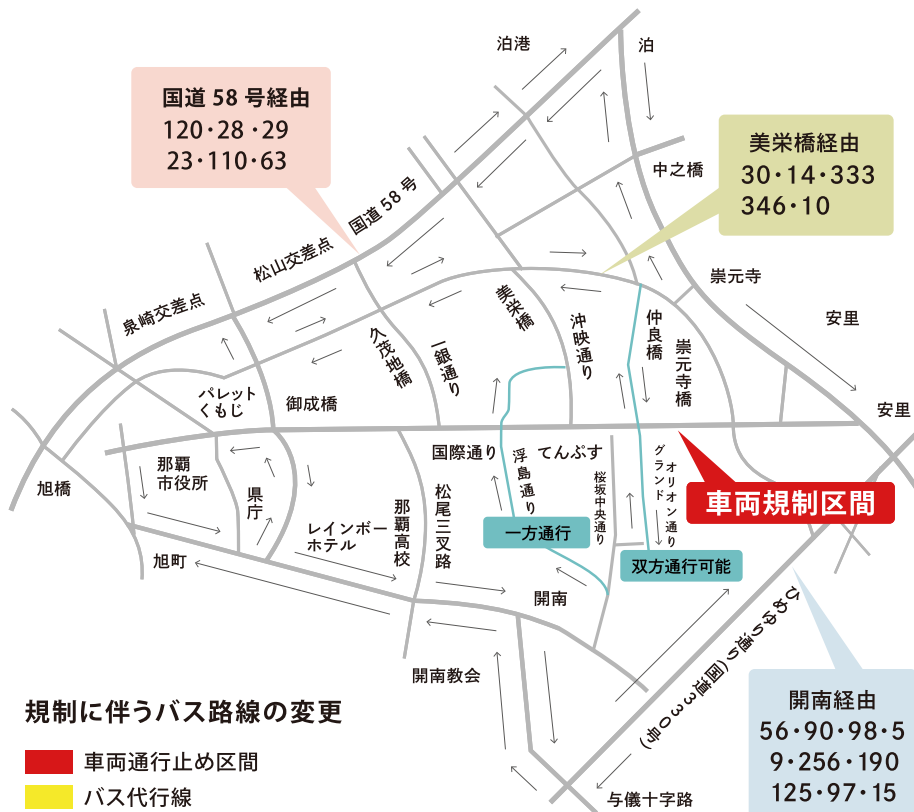 泊港
泊
国道58号経由
120・28・29
23・110・63
美栄橋経由
30・14・333
346・10
中之橋
国道58号
松山交差点
泉崎交差点
崇元寺
安里
安里
美栄橋
沖映通り
仲良橋
崇元寺橋
久茂地橋
一銀通り
パレット
くもじ
御成橋
国際通り
てんぶす
浮島通り
桜坂中央通り
グランド
オリオン通り
車両規制区間
那覇
市役所
旭橋
県庁
レインボー
ホテル
那覇高校
松尾三叉路
一方通行
双方通行可能
旭町
開南
開南教会
ひめゆり通り(国道330号)
与儀十字路
開南経由
56・90・98・5
9・256・190
125・97・15
規制に伴うバス路線の変更
車両通行止め区間
バス代行線